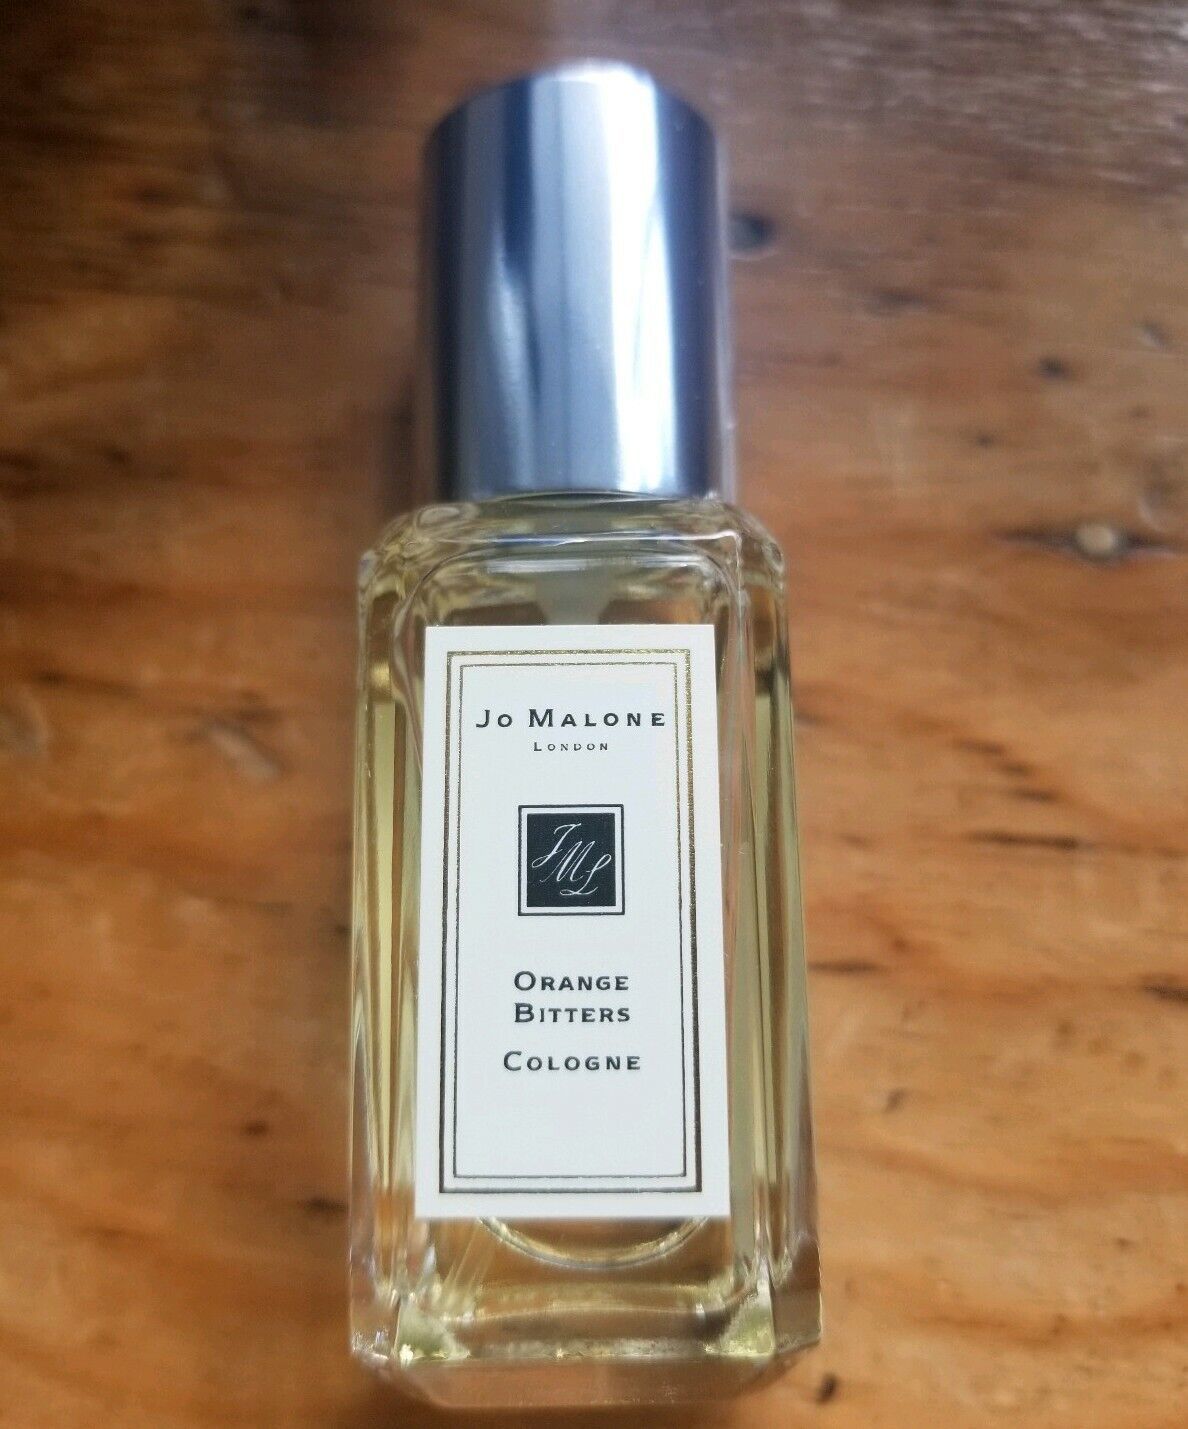 Jo Malone
London
JML
Orange
Bitters
Cologne